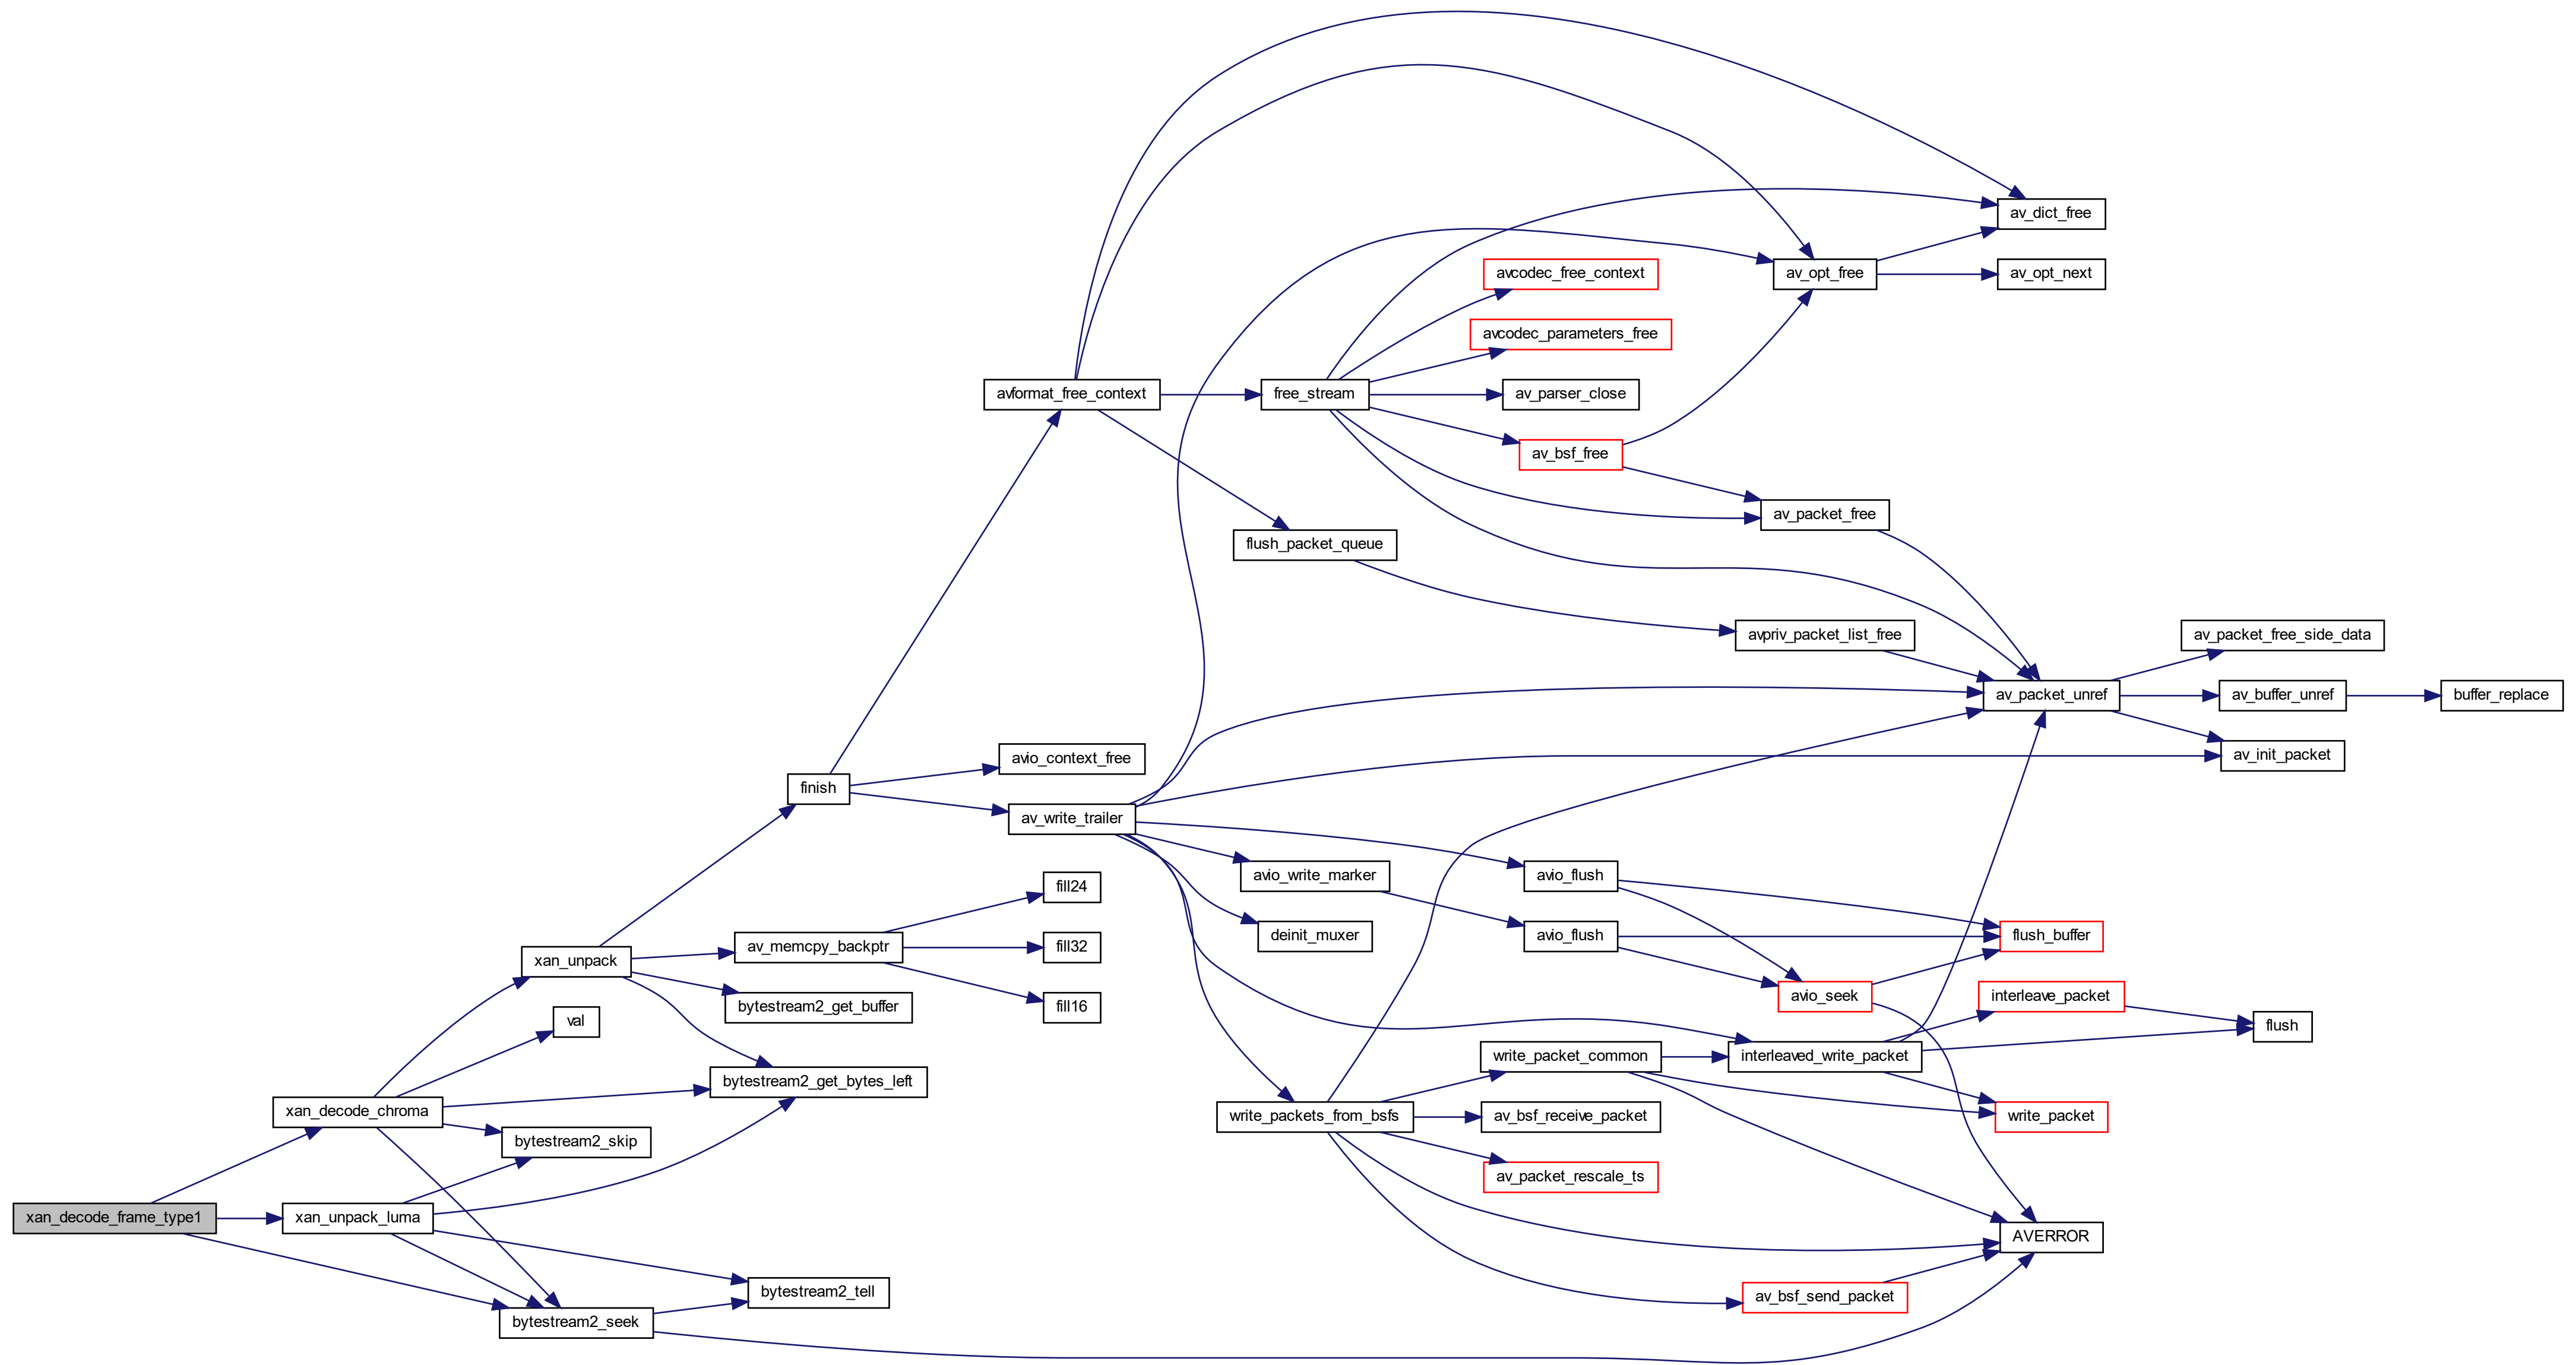 av_dict_free
avcodec_free_context
av_opt_free
av_opt_next
avcodec_parameters_free
avformat_free_context
free_stream
av_parser_close
av_bsf_free
av_packet_free
flush_packet_queue
avpriv_packet_list_free
av_packet_free_side_data
av_packet_unref
av_buffer_unref
buffer_replace
avio_context_free
av_init_packet
finish
av_write_trailer
avio_write_marker
avio_flush
fill24
deinit_muxer
avio_flush
flush_buffer
av_memcpy_backptr
fill32
xan_unpack
avio_seek
interleave_packet
bytestream2_get_buffer
fill16
val
flush
write_packet_common
interleaved_write_packet
bytestream2_get_bytes_left
xan_decode_chroma
write_packets_from_bsfs
av_bsf_receive_packet
write_packet
bytestream2_skip
av_packet_rescale_ts
xan_decode_frame_type1
xan_unpack_luma
AVERROR
bytestream2_tell
av_bsf_send_packet
bytestream2_seek